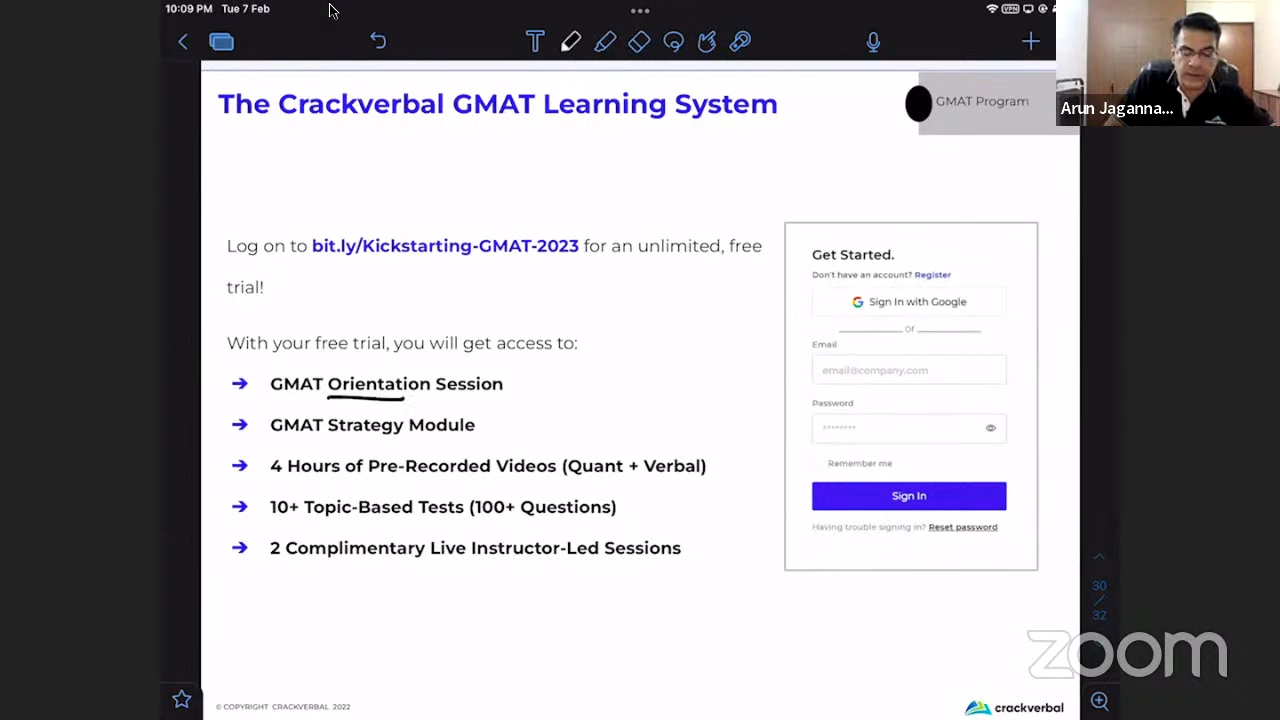 10:09 PM Tue 7 Feb
VPN
The Crackverbal GMAT Learning System
GMAT Program
Arun Jaganna...
Log on to bit.ly/Kickstarting-GMAT-2023 for an unlimited, free
trial!
With your free trial, you will get access to:
➔ GMAT Orientation Session
➔ GMAT Strategy Module
➔ 4 Hours of Pre-Recorded Videos (Quant + Verbal)
➔ 10+ Topic-Based Tests (100+ Questions)
➔ 2 Complimentary Live Instructor-Led Sessions
Get Started.
Don't have an account? Register
Sign In with Google
or
Email
email@company.com
Password
********
Remember me
Sign In
Having trouble signing in? Reset password
30
/
32
zoom
© COPYRIGHT CRACKVERBAL 2022
crackverbal